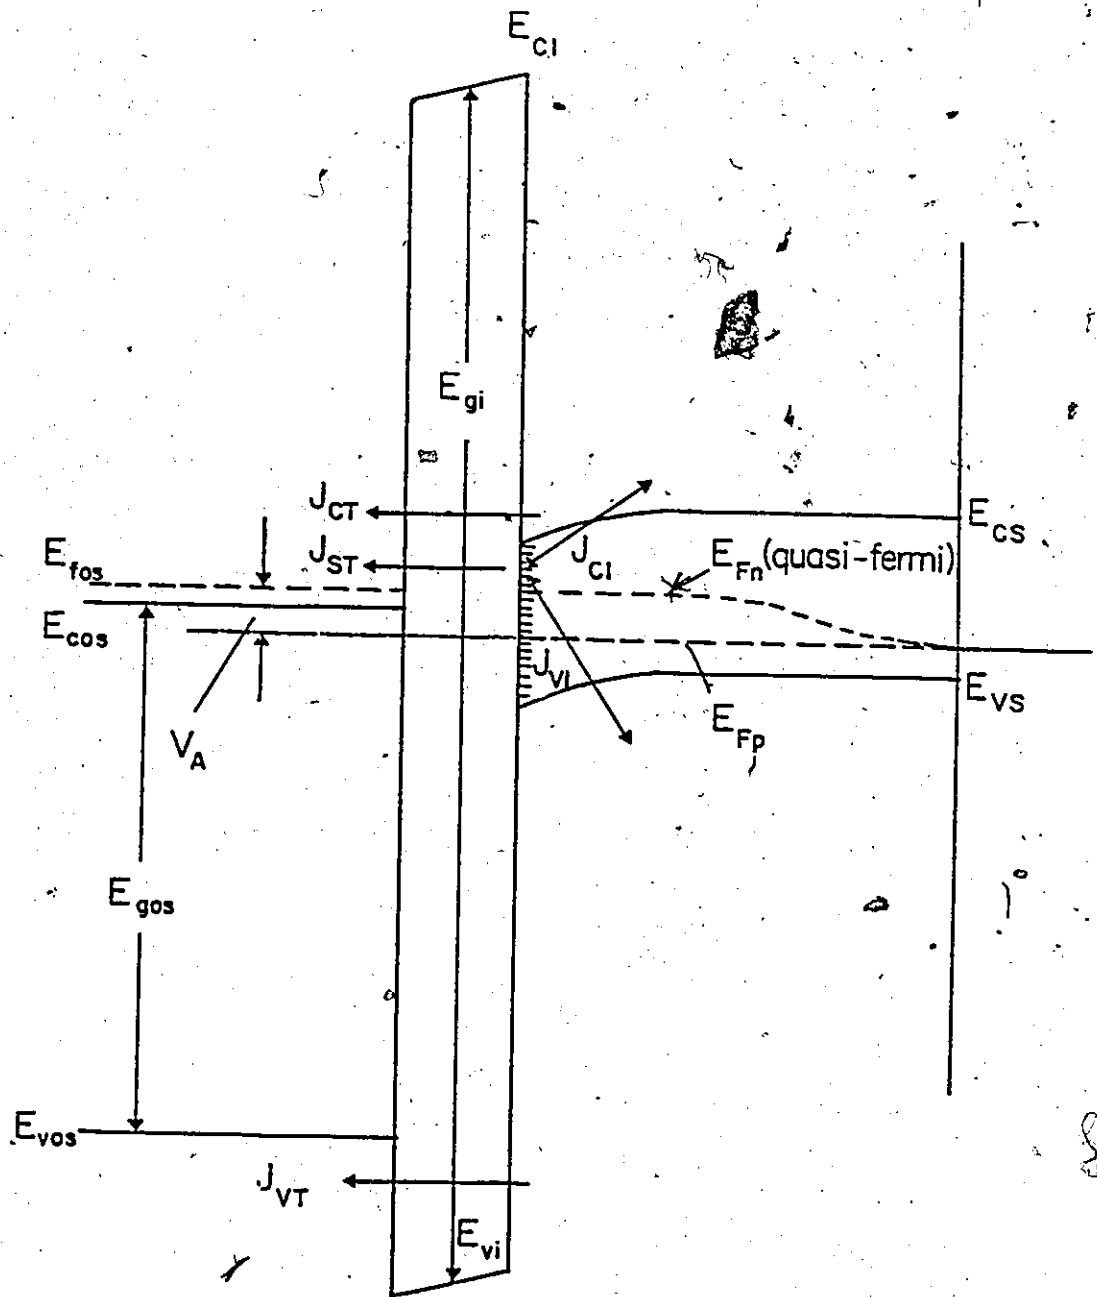 E_CI
E_gi
J_CT
J_ST
E_fos
E_cos
V_A
E_gos
E_vos
J_VT
E_vi
J_CI
E_CS
E_Fn (quasi-fermi)
J_VI
E_VS
E_Fp